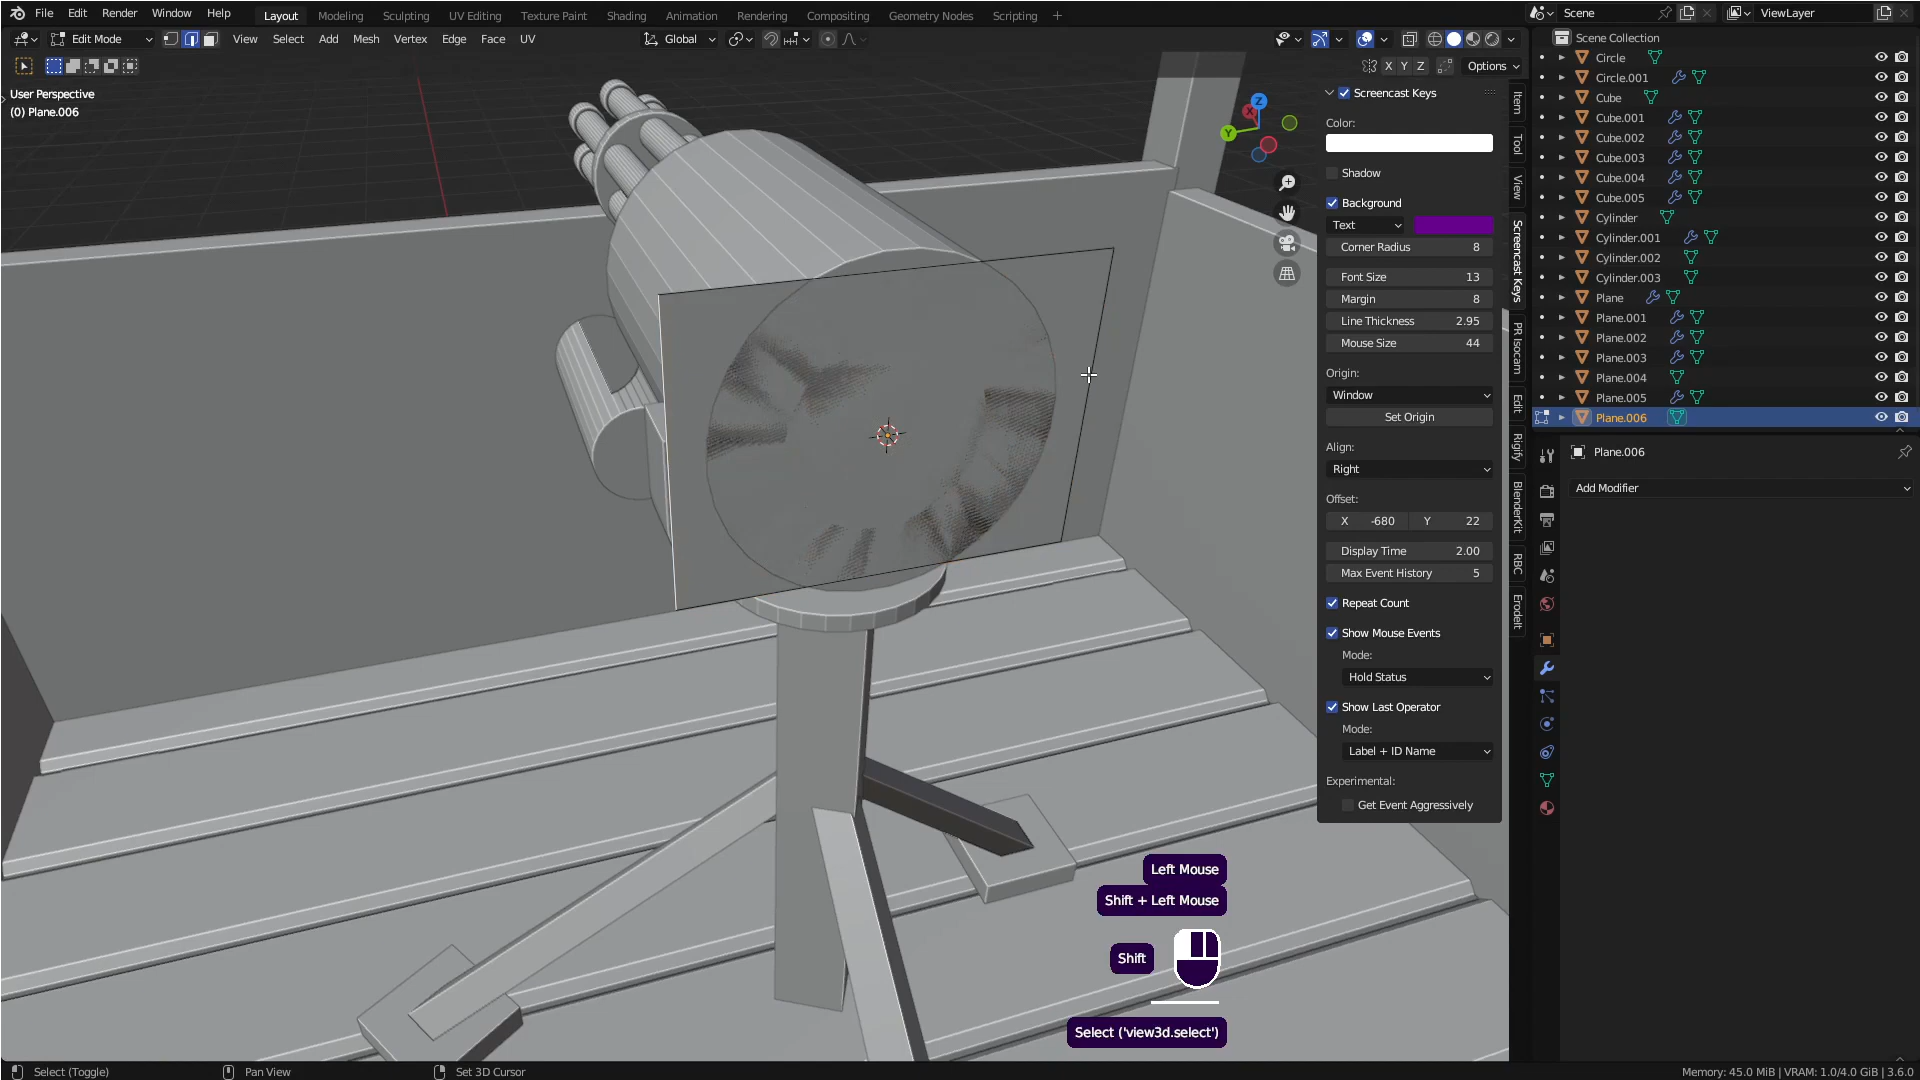 File Edit Render Window Help Layout Modeling Sculpting UV Editing Texture Paint Shading Animation Rendering Compositing Geometry Nodes Scripting + Scene ViewLayer
Edit Mode View Select Add Mesh Vertex Edge Face UV Global
X Y Z Options
User Perspective
(0) Plane.006
Z
X
Y
Screencast Keys
Color:
Shadow
Background
Text
Corner Radius 8
Font Size 13
Margin 8
Line Thickness 2.95
Mouse Size 44
Origin:
Window
Set Origin
Align:
Right
Offset:
X -680 Y 22
Display Time 2.00
Max Event History 5
Repeat Count
Show Mouse Events
Mode:
Hold Status
Show Last Operator
Mode:
Label + ID Name
Experimental:
Get Event Aggressively
Item
Tool
View
Screencast Keys
PR Isocam
Edit
Rigify
BlenderKit
RBC
Erodelt
Scene Collection
Circle
Circle.001
Cube
Cube.001
Cube.002
Cube.003
Cube.004
Cube.005
Cylinder
Cylinder.001
Cylinder.002
Cylinder.003
Plane
Plane.001
Plane.002
Plane.003
Plane.004
Plane.005
Plane.006
Plane.006
Add Modifier
Left Mouse
Shift + Left Mouse
Shift
Select ('view3d.select')
Select (Toggle) Pan View Set 3D Cursor Memory: 45.0 MiB | VRAM: 1.0/4.0 GiB | 3.6.0